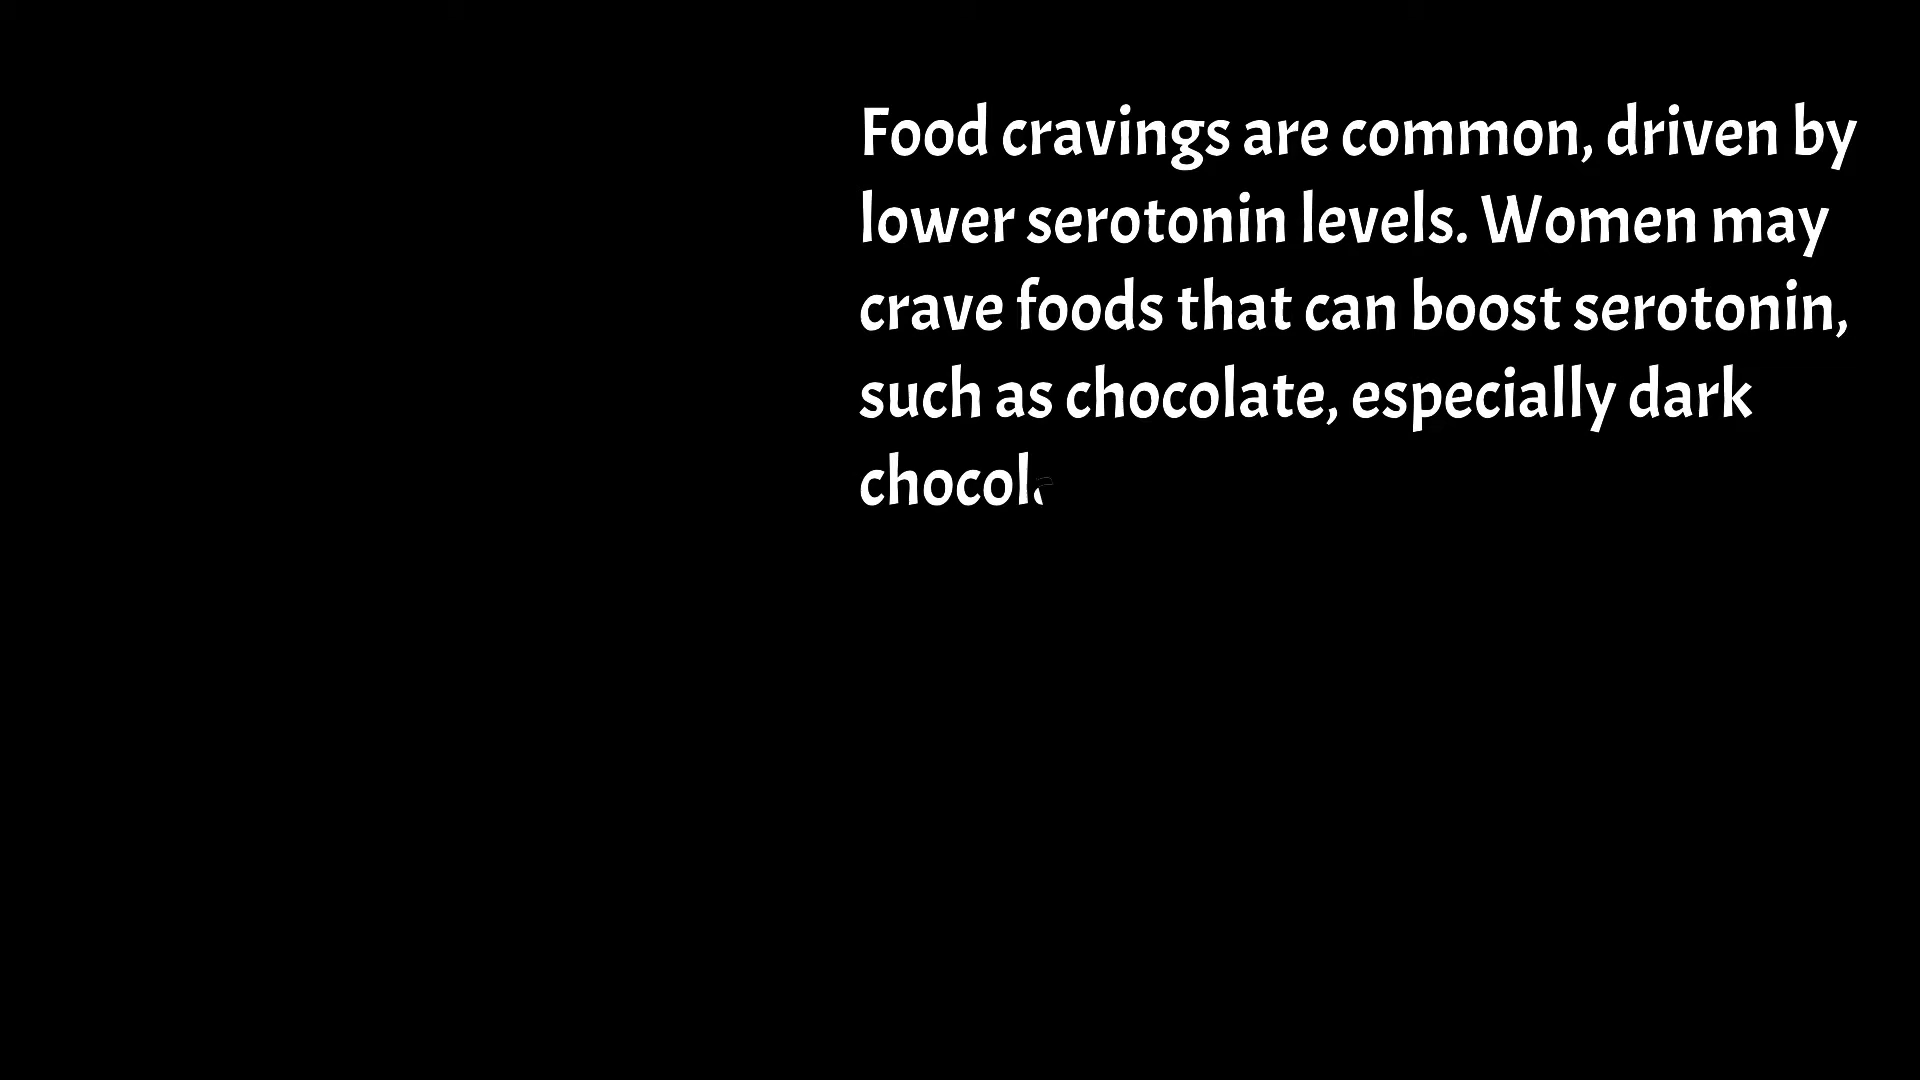 Food cravings are common, driven by
lower serotonin levels. Women may
crave foods that can boost serotonin,
such as chocolate, especially dark
chocol